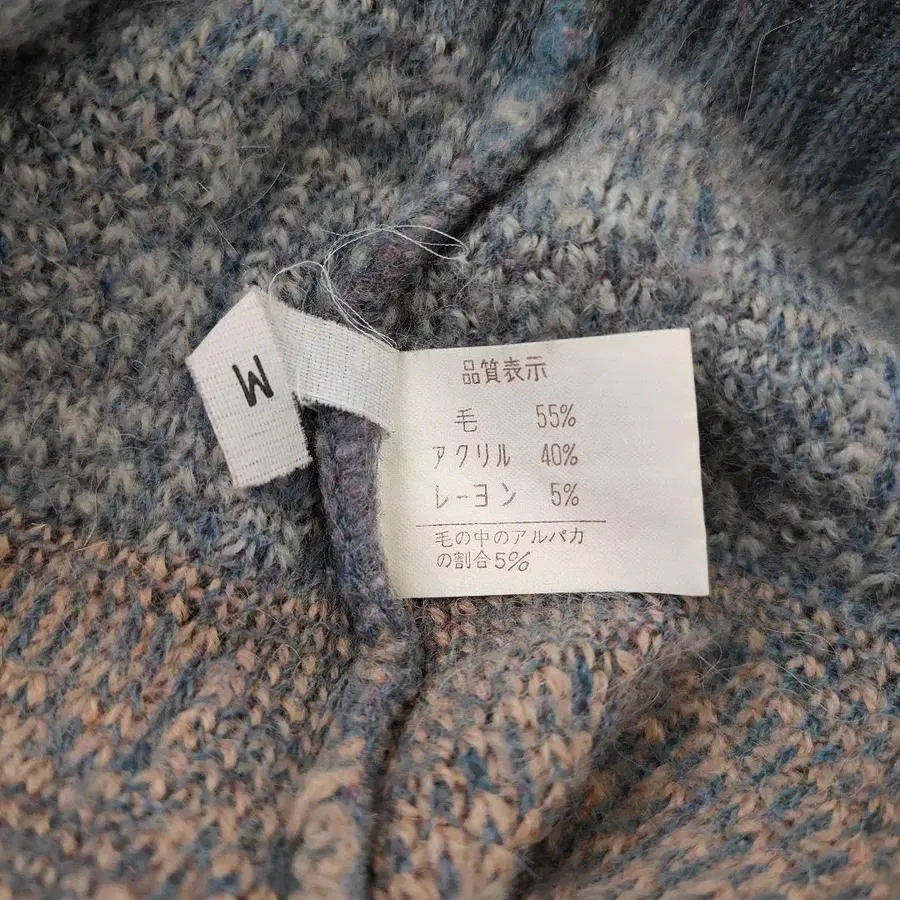 M
品質表示
毛 55%
アクリル 40%
レーヨン 5%
毛の中のアルパカ
の割合5%